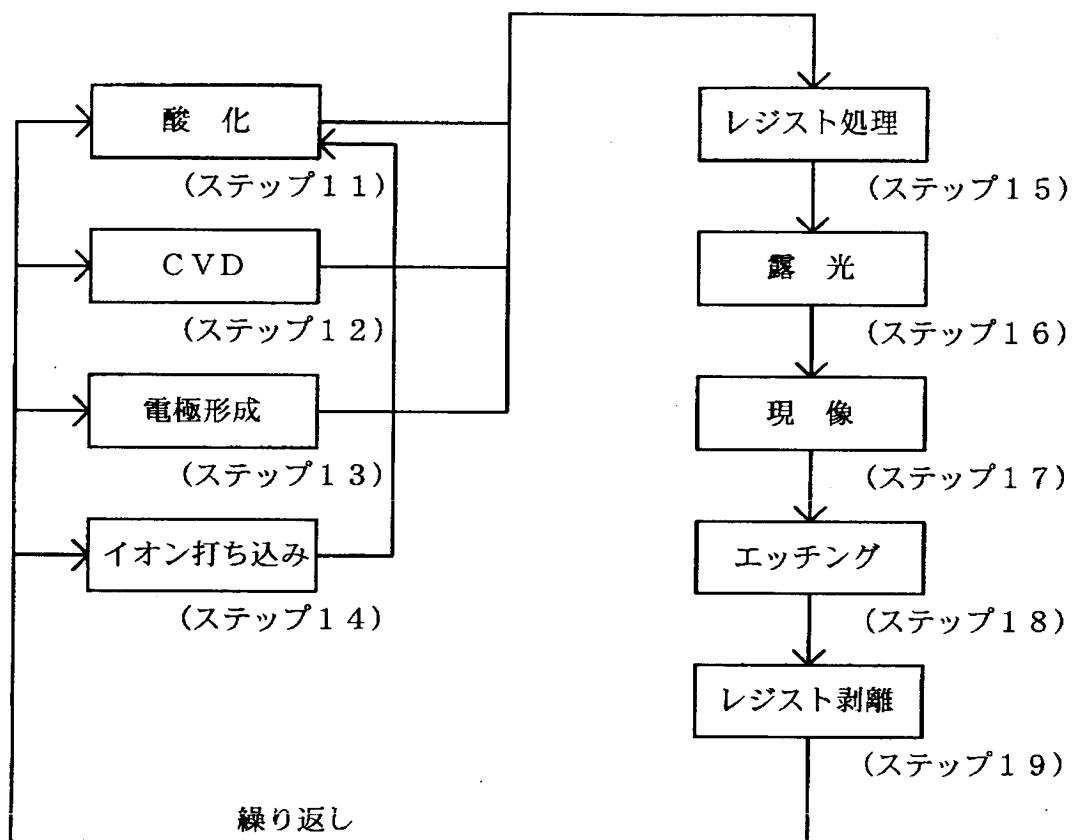 酸 化
(ステップ１１)
ＣＶＤ
(ステップ１２)
電極形成
(ステップ１３)
イオン打ち込み
(ステップ１４)
レジスト処理
(ステップ１５)
露 光
(ステップ１６)
現 像
(ステップ１７)
エッチング
(ステップ１８)
レジスト剥離
(ステップ１９)
繰り返し